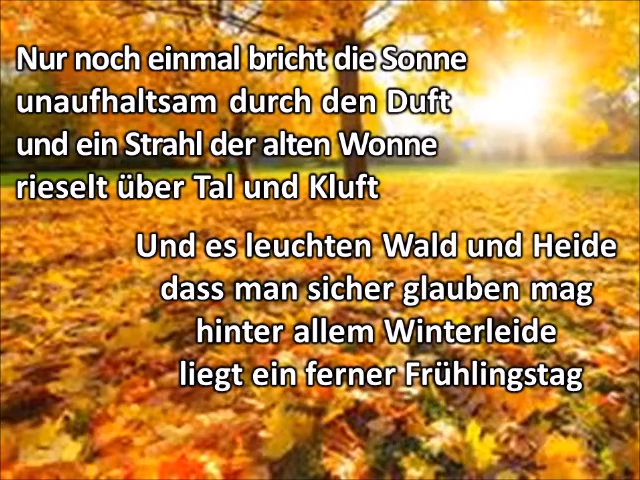 Nur noch einmal bricht die Sonne
unaufhaltsam durch den Duft
und ein Strahl der alten Wonne
rieselt über Tal und Kluft
Und es leuchten Wald und Heide
dass man sicher glauben mag
hinter allem Winterleide
liegt ein ferner Frühlingstag